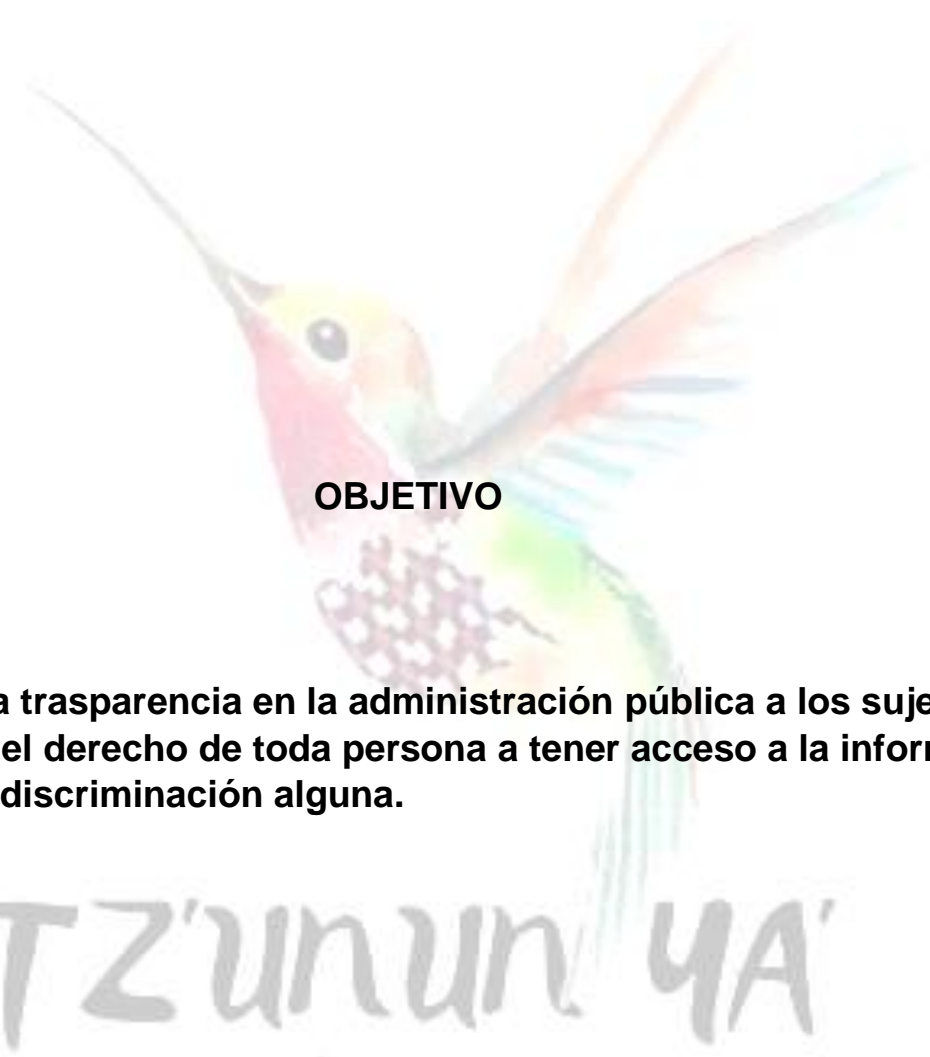 OBJETIVO
a trasparencia en la administración pública a los suje
el derecho de toda persona a tener acceso a la infor
discriminación alguna.
TZ'UNUN YA'